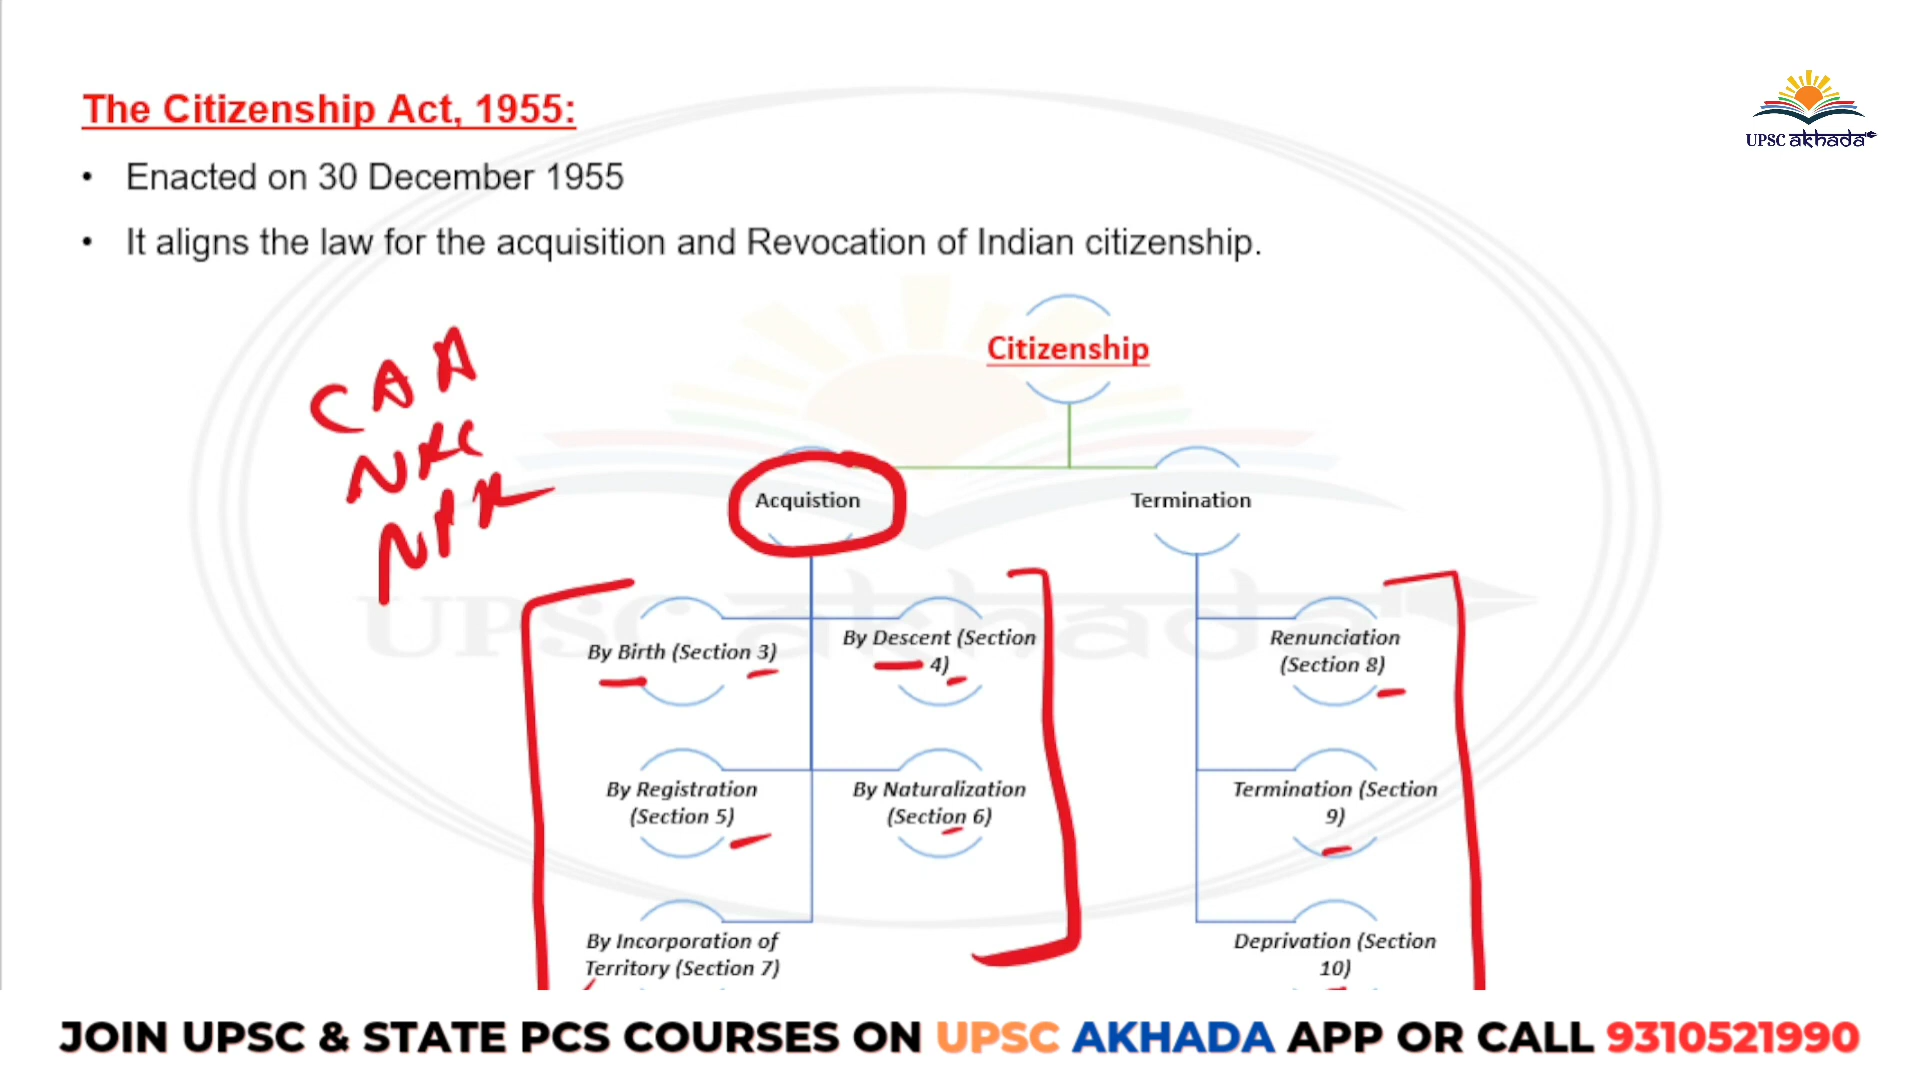 The Citizenship Act, 1955:
• Enacted on 30 December 1955
• It aligns the law for the acquisition and Revocation of Indian citizenship.
UPSC akhada
Citizenship
CAA
NRC
NPR
Acquistion
Termination
UPSC akhada
By Birth (Section 3)
By Descent (Section
4)
Renunciation
(Section 8)
By Registration
(Section 5)
By Naturalization
(Section 6)
Termination (Section
9)
By Incorporation of
Territory (Section 7)
Deprivation (Section
10)
JOIN UPSC & STATE PCS COURSES ON UPSC AKHADA APP OR CALL 9310521990